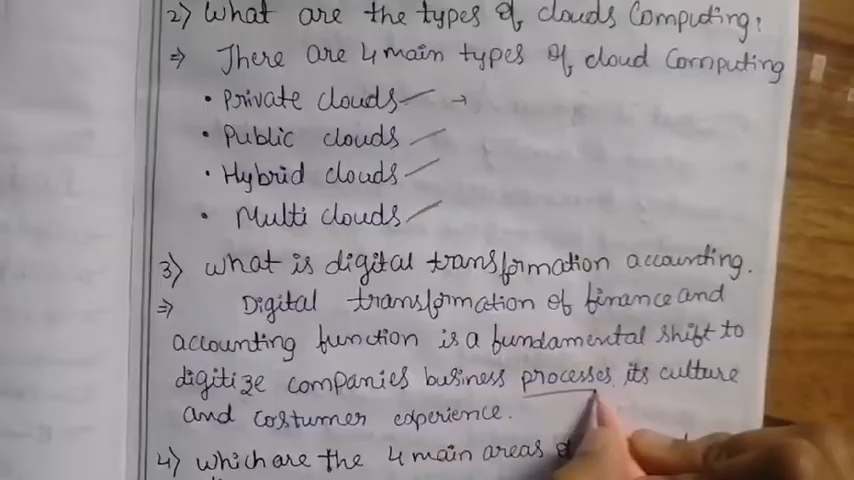 2) What are the types of clouds Computing?
⇒ There are 4 main types of cloud Computing
• Private clouds →
• Public clouds
• Hybrid clouds
• Multi clouds
3) what is digital transformation accounting.
⇒ Digital transformation of finance and
accounting function is a fundamental shift to
digitize companies business processes, its culture
and costumer experience.
4) which are the 4 main areas